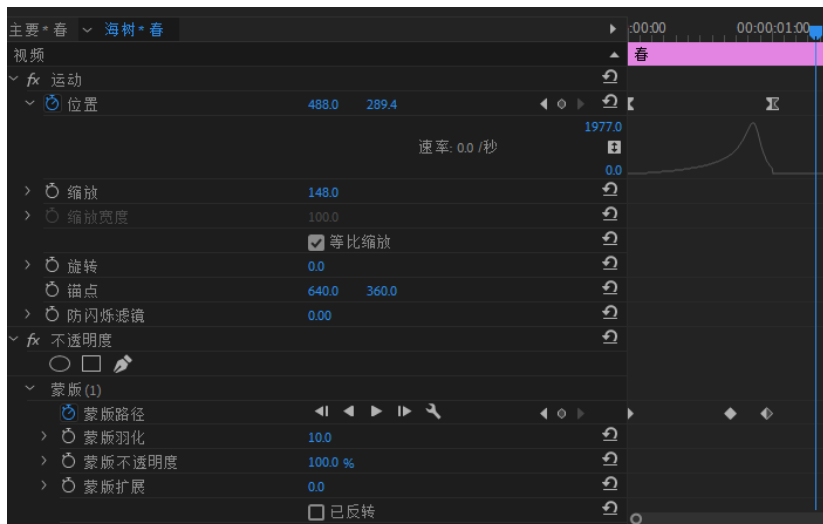 主要*春 海树*春 :00:00 00:00:01:00
视频 春
fx 运动
位置 488.0 289.4
1977.0
速率: 0.0 /秒
0.0
缩放 148.0
缩放宽度 100.0
等比缩放
旋转 0.0
锚点 640.0 360.0
防闪烁滤镜 0.00
fx 不透明度
蒙版(1)
蒙版路径
蒙版羽化 10.0
蒙版不透明度 100.0 %
蒙版扩展 0.0
已反转